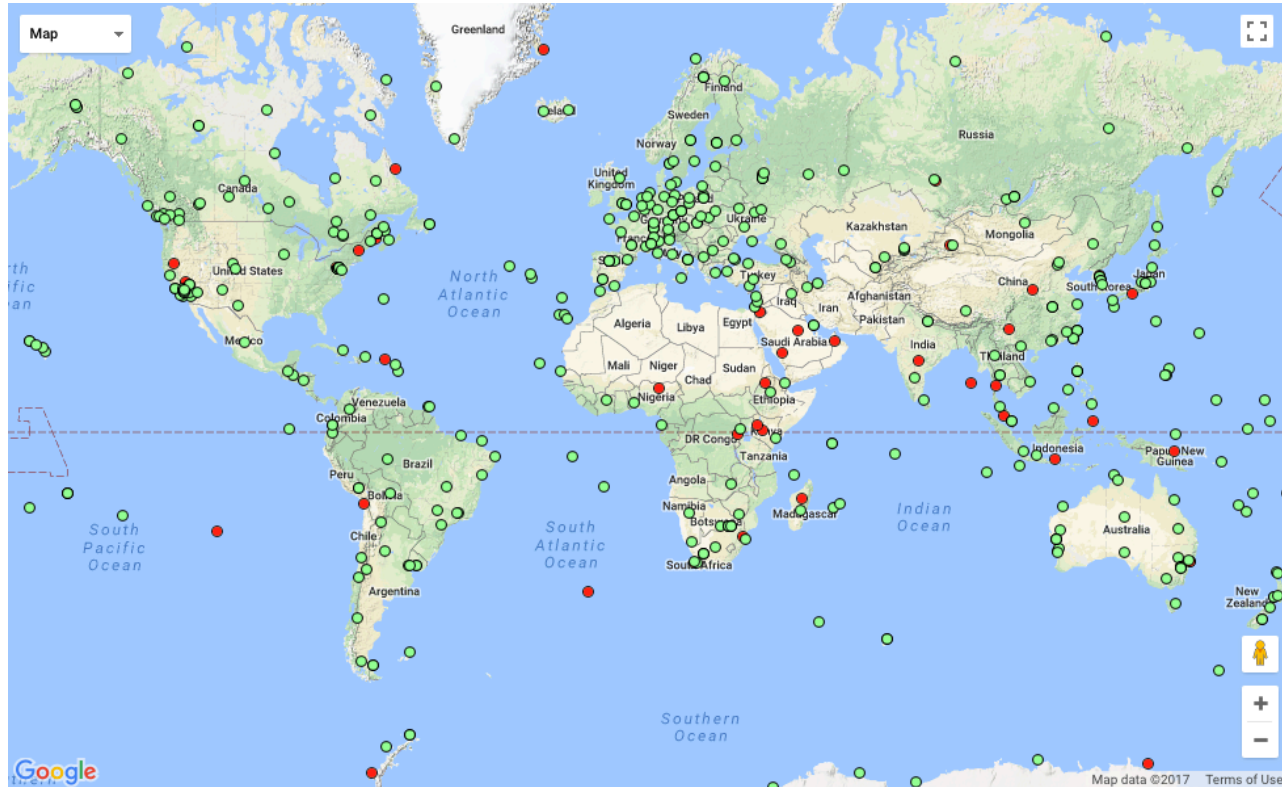 Map
Greenland
Finland
Sweden
Norway
Russia
United
Kingdom
Canada
Ukraine
Kazakhstan
Mongolia
United States
North
Atlantic
Ocean
Turkey
China
Japan
South Korea
Iraq
Iran
Afghanistan
Pakistan
Algeria
Libya
Egypt
Saudi Arabia
India
Mexico
Mali
Niger
Chad
Sudan
Thailand
Nigeria
Ethiopia
Venezuela
Colombia
DR Congo
Kenya
Tanzania
Indonesia
Papua New
Guinea
Brazil
Peru
Bolivia
Angola
Namibia
Botswana
Madagascar
Indian
Ocean
Australia
South
Pacific
Ocean
Chile
South
Atlantic
Ocean
South Africa
Argentina
New
Zealand
Southern
Ocean
Google
Map data ©2017 Terms of Use